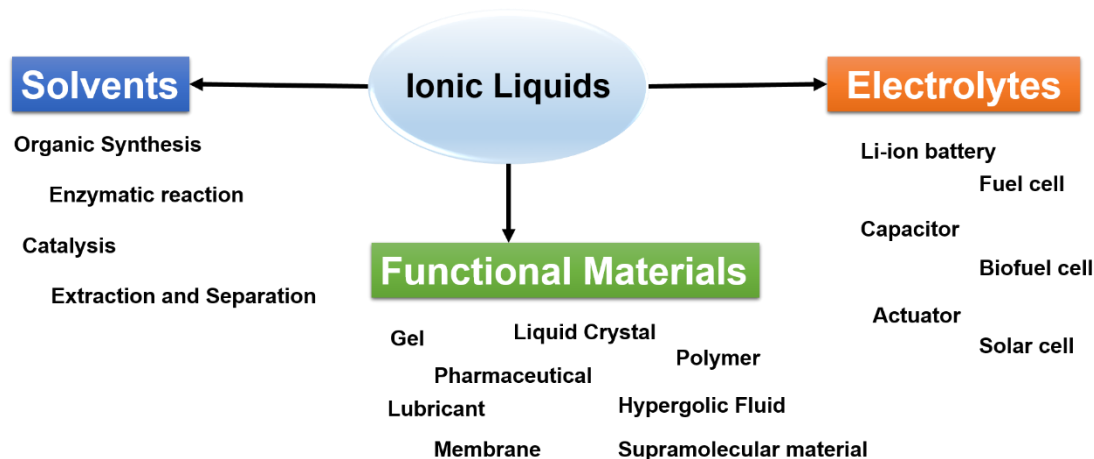 Ionic Liquids
Solvents
Organic Synthesis
Enzymatic reaction
Catalysis
Extraction and Separation
Functional Materials
Gel
Liquid Crystal
Polymer
Pharmaceutical
Lubricant
Hypergolic Fluid
Membrane
Supramolecular material
Electrolytes
Li-ion battery
Fuel cell
Capacitor
Biofuel cell
Actuator
Solar cell